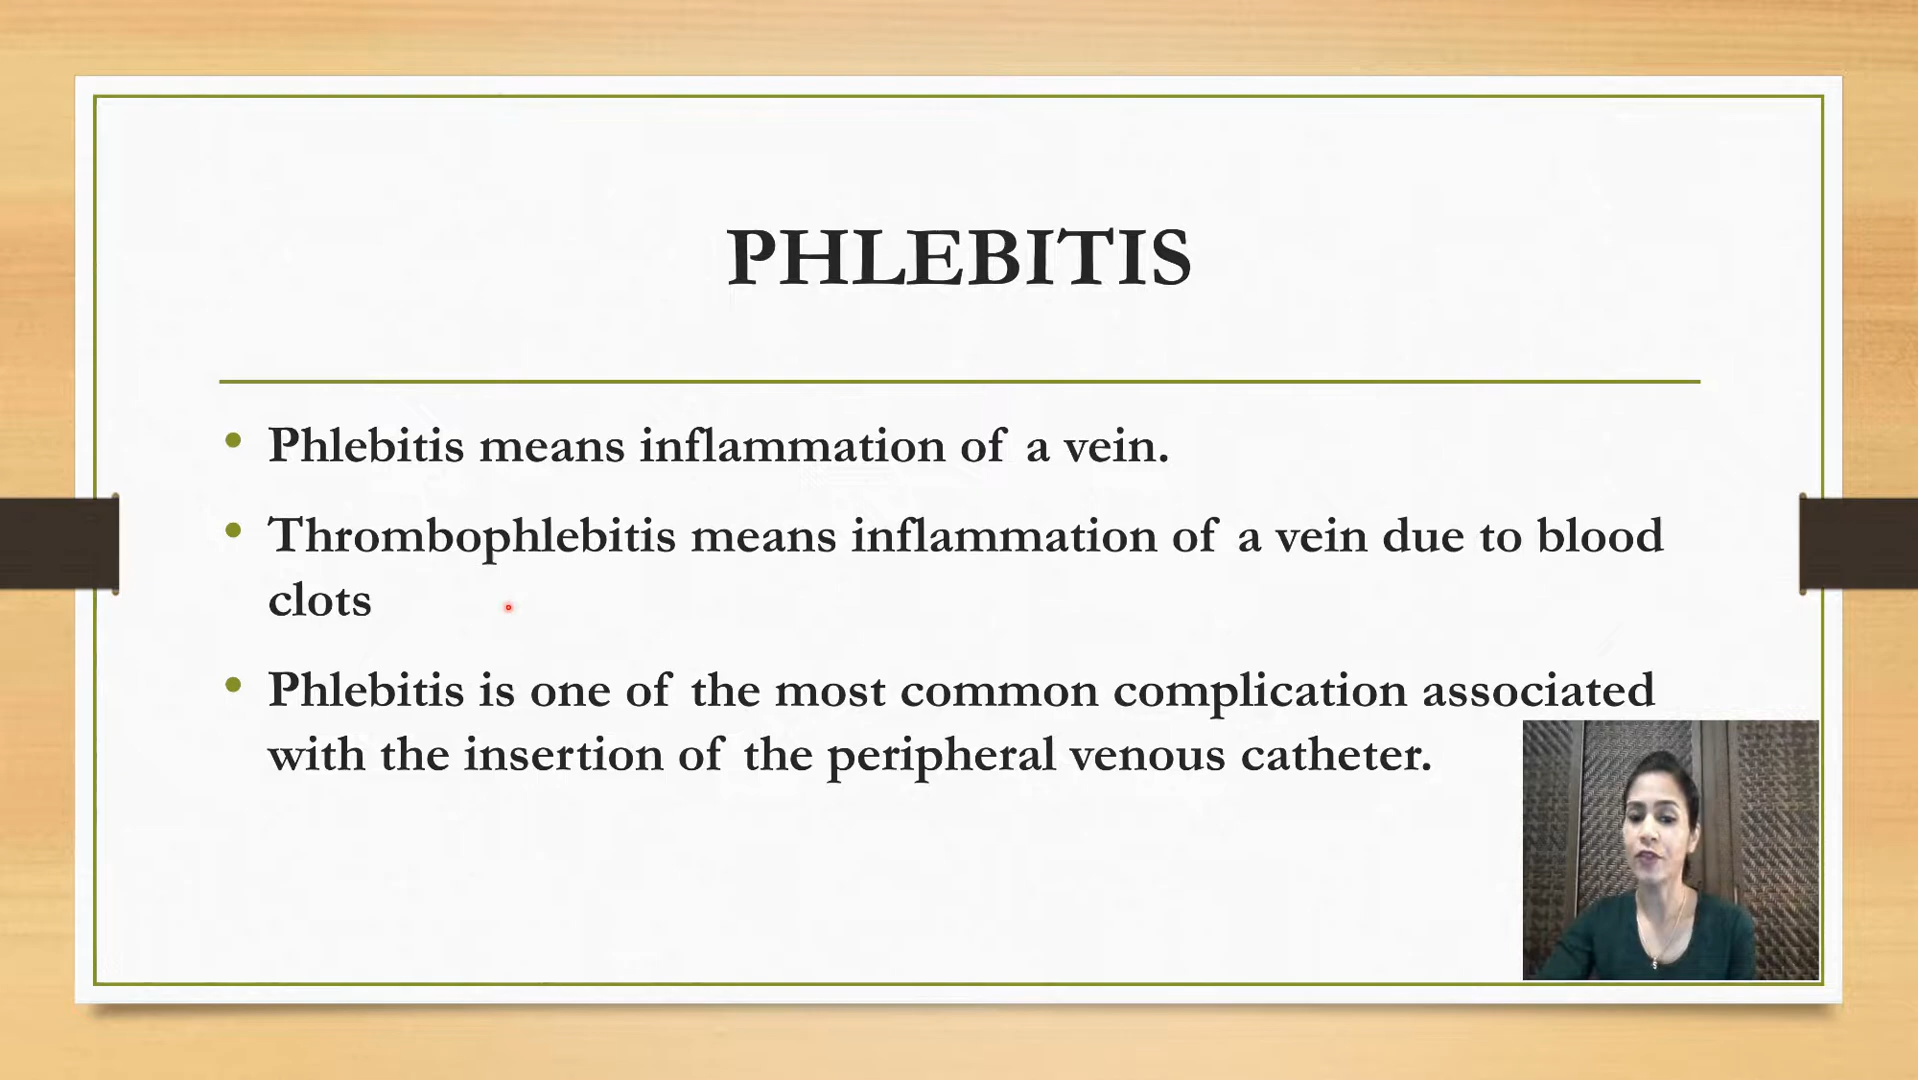 PHLEBITIS
• Phlebitis means inflammation of a vein.
• Thrombophlebitis means inflammation of a vein due to blood
clots
• Phlebitis is one of the most common complication associated
with the insertion of the peripheral venous catheter.